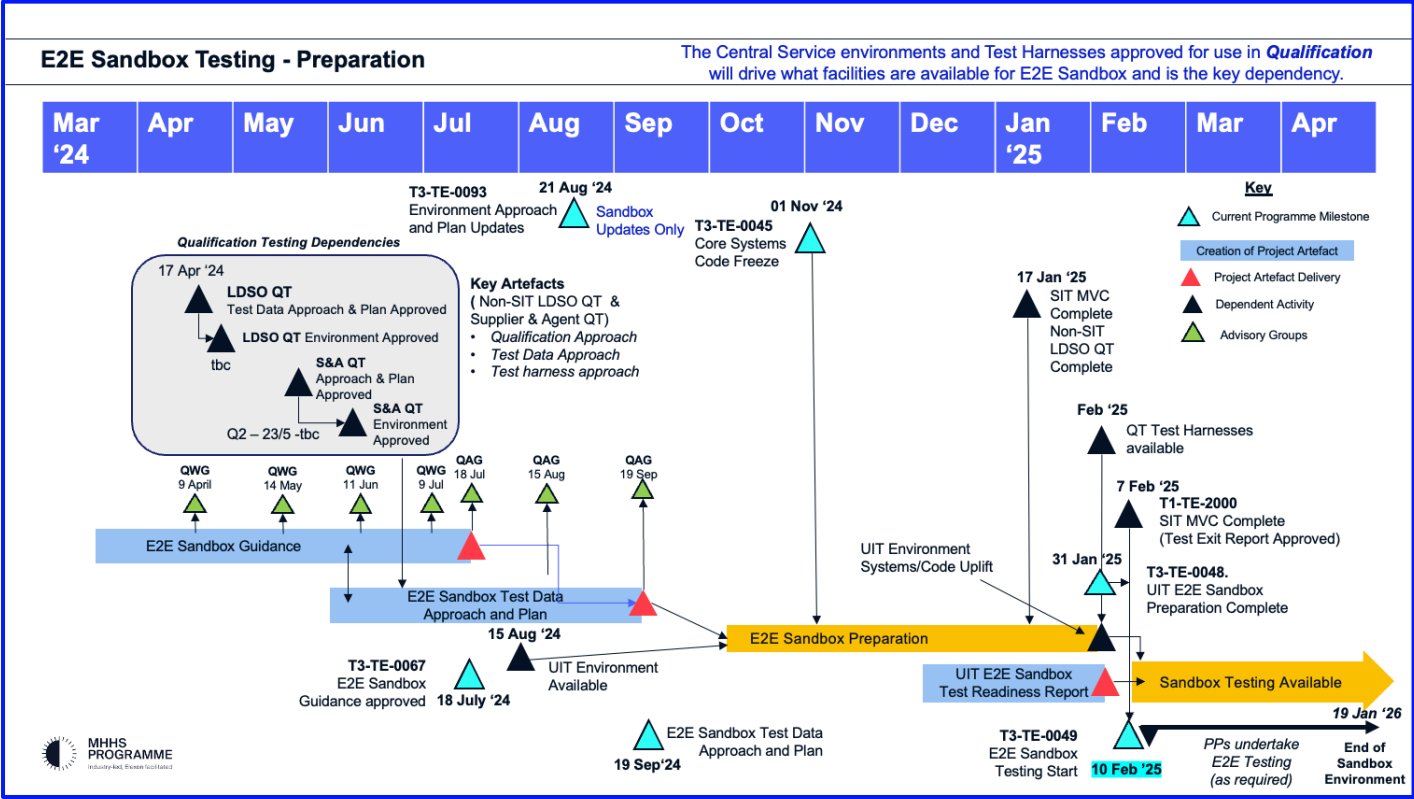 E2E Sandbox Testing - Preparation
The Central Service environments and Test Harnesses approved for use in Qualification
will drive what facilities are available for E2E Sandbox and is the key dependency.
Mar
‘24
Apr
May
Jun
Jul
Aug
Sep
Oct
Nov
Dec
Jan
‘25
Feb
Mar
Apr
T3-TE-0093
Environment Approach
and Plan Updates
21 Aug ‘24
Sandbox
Updates Only
01 Nov ‘24
T3-TE-0045
Core Systems
Code Freeze
Key
Current Programme Milestone
Creation of Project Artefact
Project Artefact Delivery
Dependent Activity
Advisory Groups
Qualification Testing Dependencies
17 Apr ‘24
LDSO QT
Test Data Approach & Plan Approved
LDSO QT Environment Approved
tbc
S&A QT
Approach & Plan
Approved
S&A QT
Environment
Approved
Q2 – 23/5 -tbc
Key Artefacts
( Non-SIT LDSO QT &
Supplier & Agent QT)
• Qualification Approach
• Test Data Approach
• Test harness approach
17 Jan ‘25
SIT MVC
Complete
Non-SIT
LDSO QT
Complete
Feb ‘25
QT Test Harnesses
available
7 Feb ‘25
T1-TE-2000
SIT MVC Complete
(Test Exit Report Approved)
QWG
9 April
QWG
14 May
QWG
11 Jun
QWG
9 Jul
QAG
18 Jul
QAG
15 Aug
QAG
19 Sep
E2E Sandbox Guidance
UIT Environment
Systems/Code Uplift
31 Jan ‘25
T3-TE-0048.
UIT E2E Sandbox
Preparation Complete
E2E Sandbox Test Data
Approach and Plan
15 Aug ‘24
UIT Environment
Available
E2E Sandbox Preparation
T3-TE-0067
E2E Sandbox
Guidance approved
18 July ‘24
UIT E2E Sandbox
Test Readiness Report
Sandbox Testing Available
19 Jan ‘26
E2E Sandbox Test Data
Approach and Plan
19 Sep‘24
T3-TE-0049
E2E Sandbox
Testing Start
10 Feb ‘25
PPs undertake
E2E Testing
(as required)
End of
Sandbox
Environment
MHHS
PROGRAMME
Industry-led, Elexon facilitated